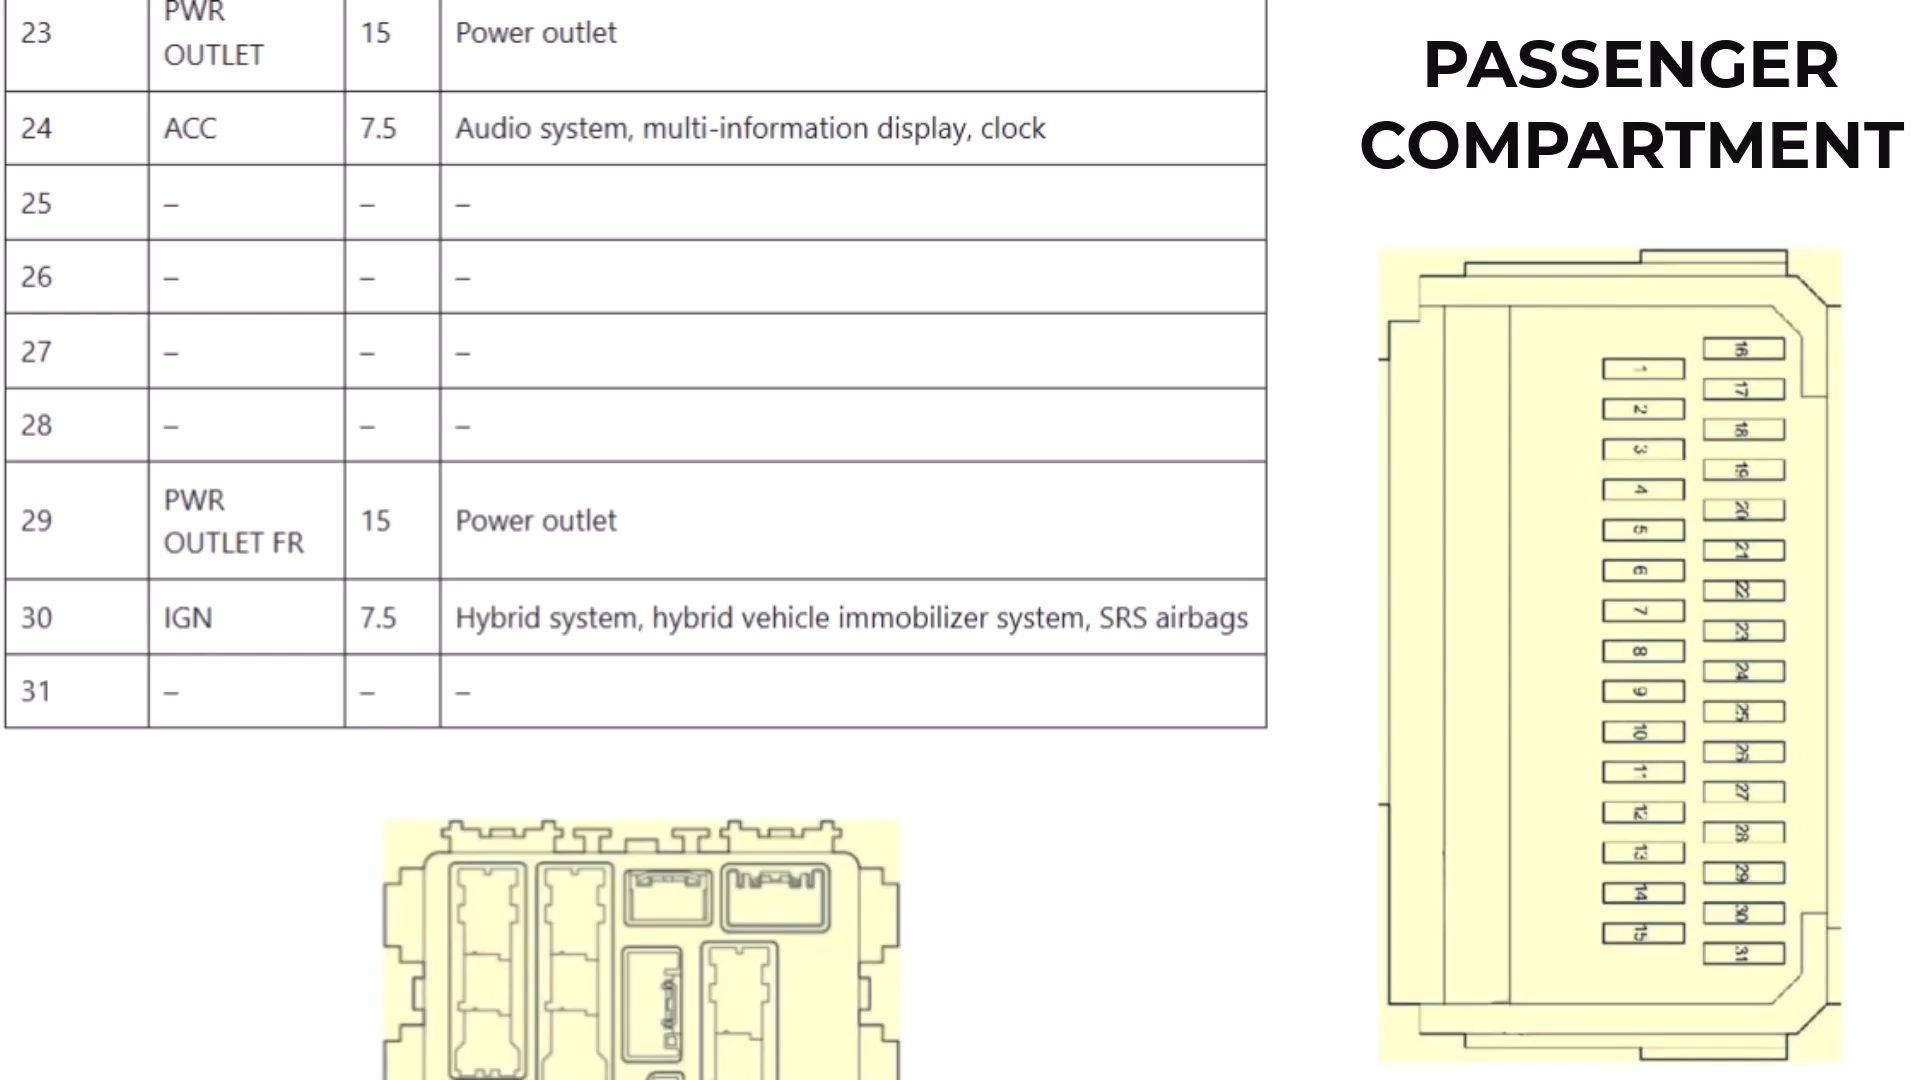 PWR
23 15 Power outlet
OUTLET
24 ACC 7.5 Audio system, multi-information display, clock
25 – – –
26 – – –
27 – – –
28 – – –
PWR
29 15 Power outlet
OUTLET FR
30 IGN 7.5 Hybrid system, hybrid vehicle immobilizer system, SRS airbags
31 – – –
PASSENGER
COMPARTMENT
1
2
3
4
5
6
7
8
9
10
11
12
13
14
15
16
17
18
19
20
21
22
23
24
25
26
27
28
29
30
31